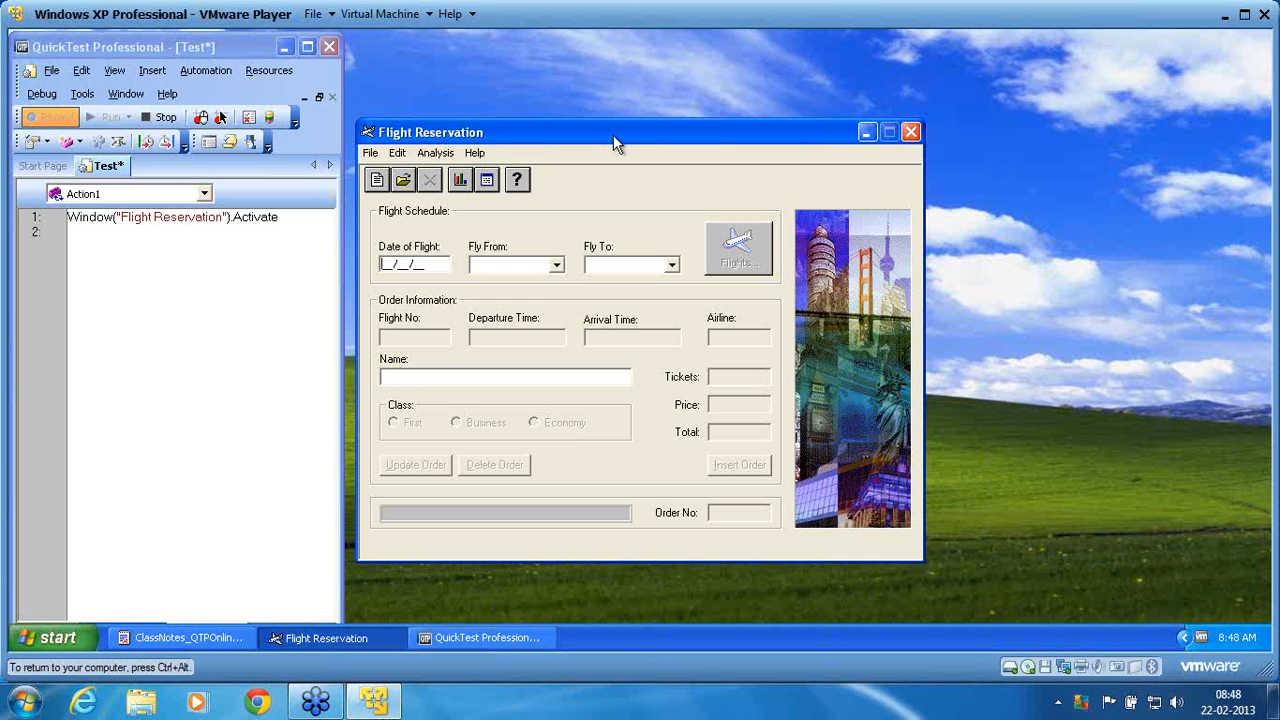 Windows XP Professional - VMware Player File Virtual Machine Help
QuickTest Professional - [Test*]
File Edit View Insert Automation Resources
Debug Tools Window Help
Record Run Stop
Start Page Test*
Action1
1: Window("Flight Reservation").Activate
2:
Flight Reservation
File Edit Analysis Help
?
Flight Schedule:
Date of Flight: Fly From: Fly To:
__/__/__
Flights...
Order Information:
Flight No: Departure Time: Arrival Time: Airline:
Name:
Tickets:
Class:
Price:
First Business Economy
Total:
Update Order Delete Order Insert Order
Order No:
start ClassNotes_QTPOnlin... Flight Reservation QuickTest Profession... 8:48 AM
To return to your computer, press Ctrl+Alt. vmware
08:48
22-02-2013